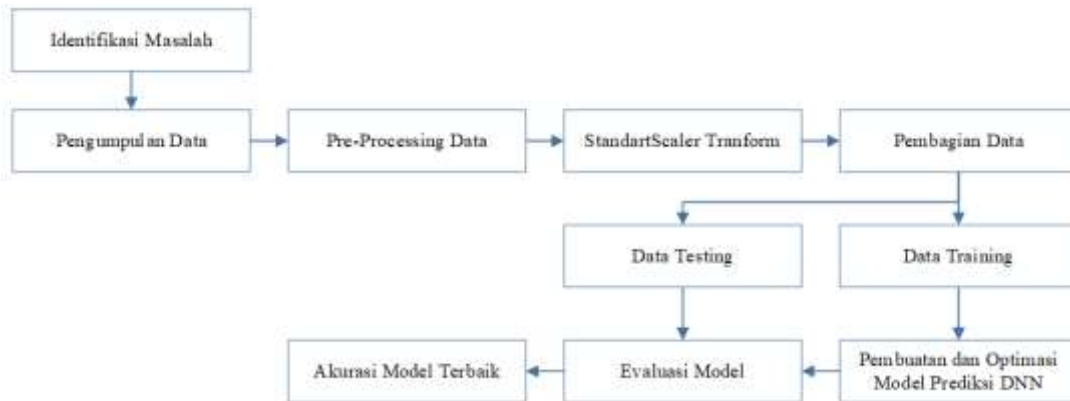 Identifikasi Masalah
Pengumpulan Data
Pre-Processing Data
StandartScaler Tranform
Pembagian Data
Data Testing
Data Training
Akurasi Model Terbaik
Evaluasi Model
Pembuatan dan Optimasi
Model Prediksi DNN